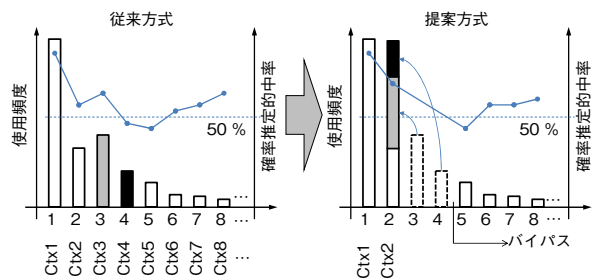 従来方式
提案方式
使用頻度
確率推定的中率
50 %
1 2 3 4 5 6 7 8 …
Ctx1
Ctx2
Ctx3
Ctx4
Ctx5
Ctx6
Ctx7
Ctx8
…
…
使用頻度
確率推定的中率
50 %
1 2 3 4 5 6 7 8 …
…
バイパス
Ctx1
Ctx2